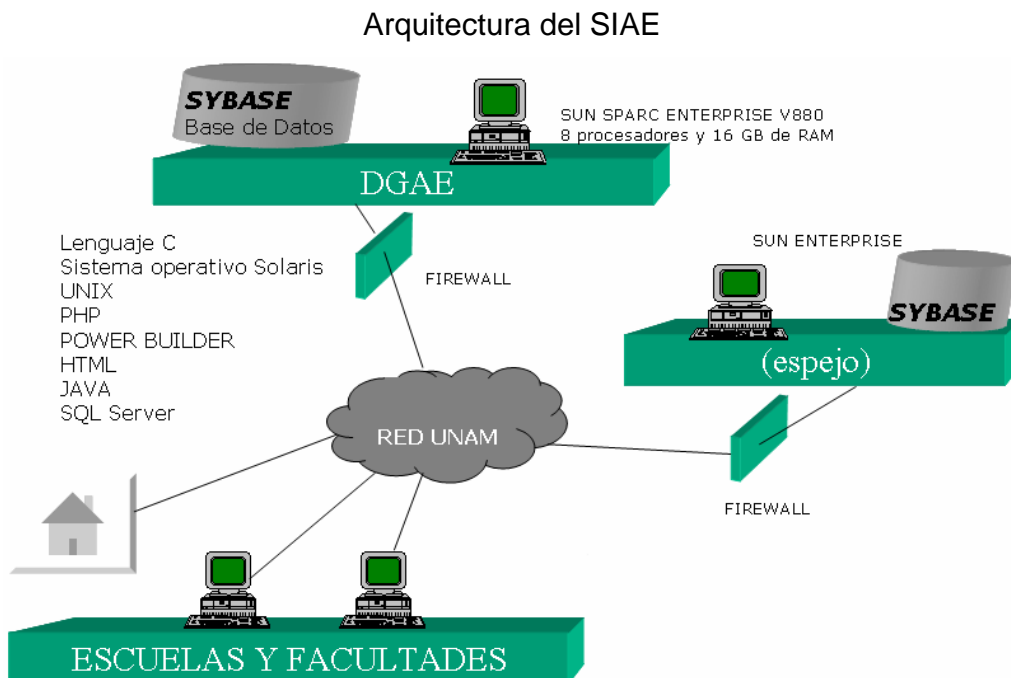 Arquitectura del SIAE
SYBASE
Base de Datos
SUN SPARC ENTERPRISE V880
8 procesadores y 16 GB de RAM
DGAE
Lenguaje C
Sistema operativo Solaris
UNIX
PHP
POWER BUILDER
HTML
JAVA
SQL Server
FIREWALL
SUN ENTERPRISE
SYBASE
(espejo)
RED UNAM
FIREWALL
ESCUELAS Y FACULTADES